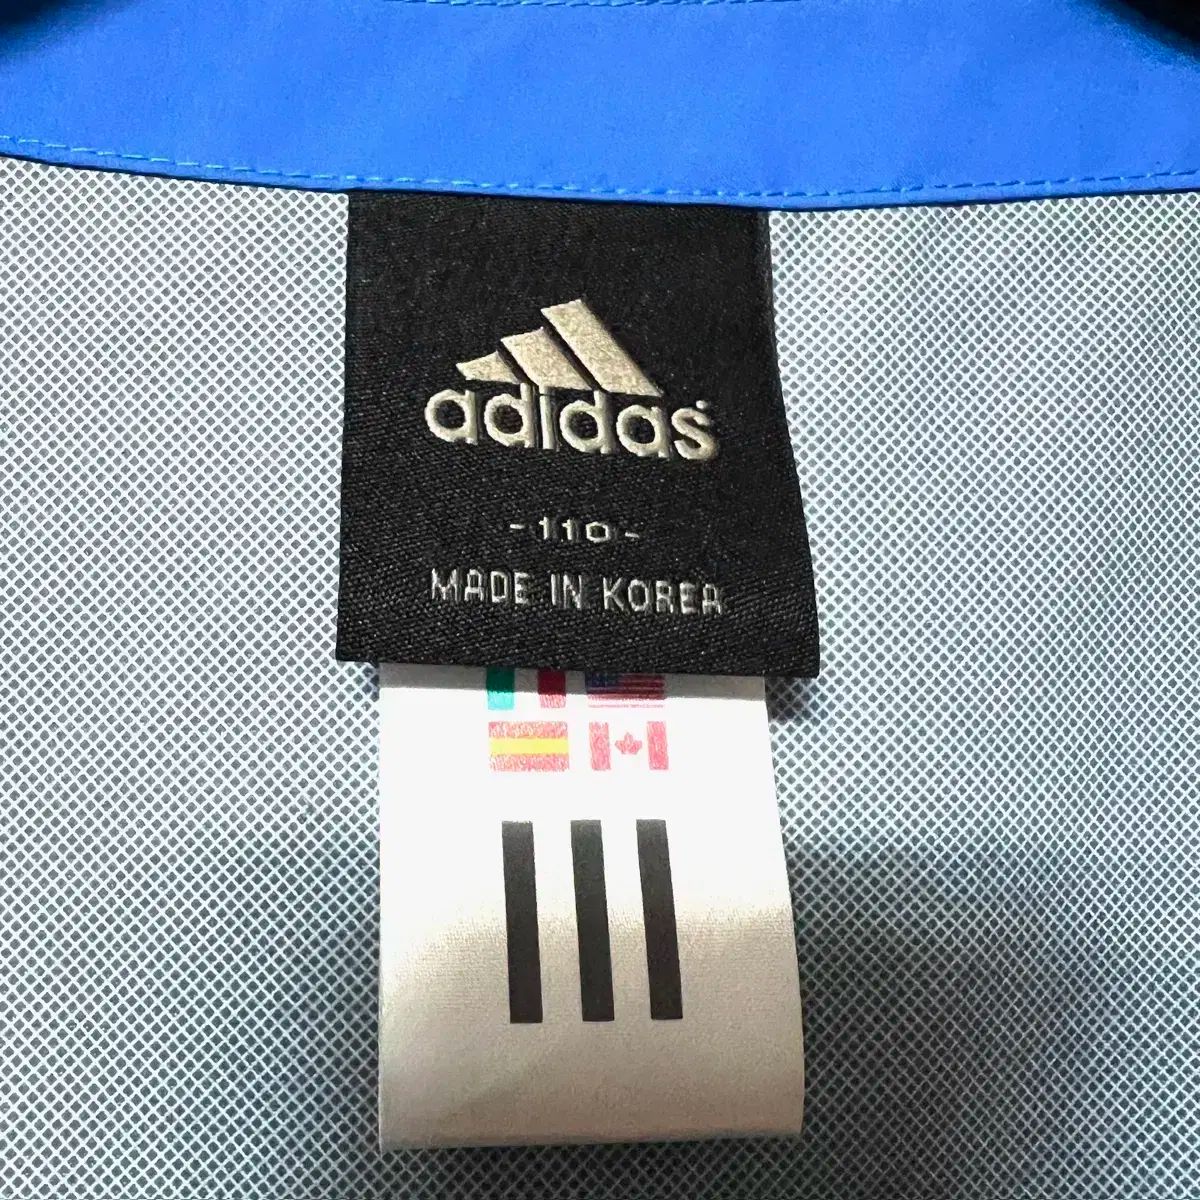 adidas
-110-
MADE IN KOREA